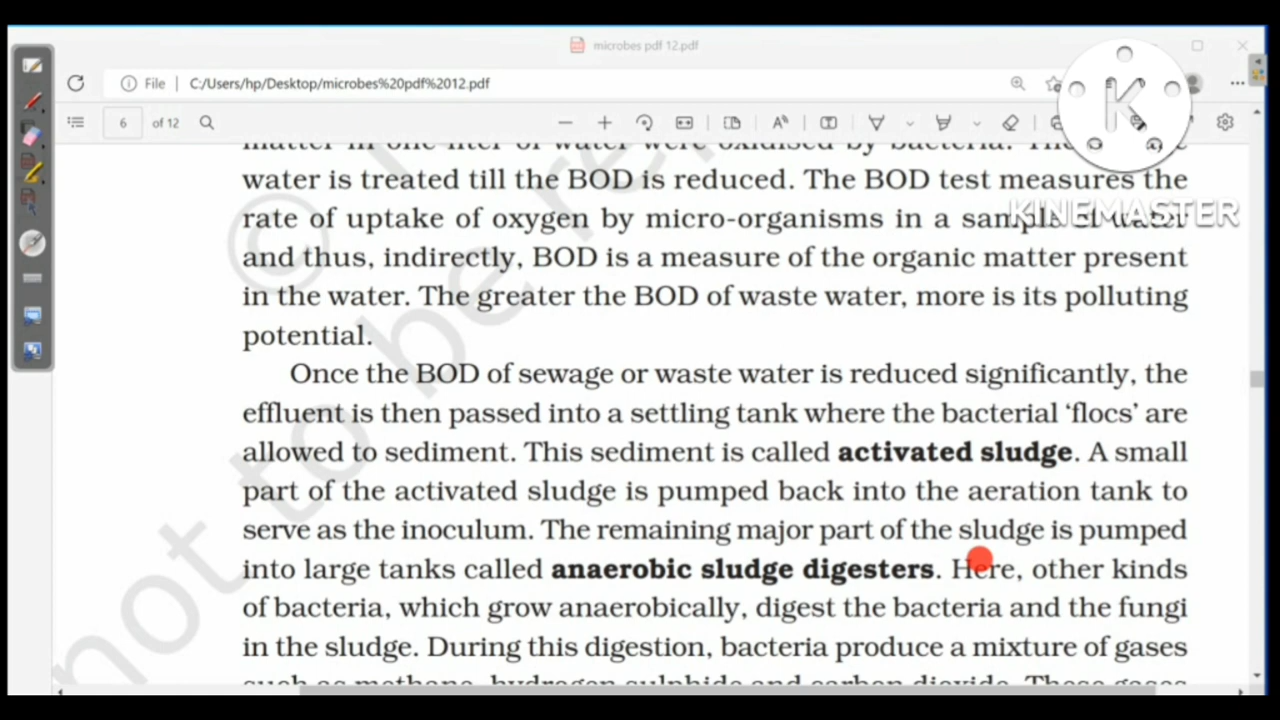 microbes pdf 12.pdf
File | C:/Users/hp/Desktop/microbes%20pdf%2012.pdf
6 of 12
K
KINEMASTER
matter in one liter of water were oxidised by bacteria. The
water is treated till the BOD is reduced. The BOD test measures the
rate of uptake of oxygen by micro-organisms in a sample of water
and thus, indirectly, BOD is a measure of the organic matter present
in the water. The greater the BOD of waste water, more is its polluting
potential.
Once the BOD of sewage or waste water is reduced significantly, the
effluent is then passed into a settling tank where the bacterial ‘flocs’ are
allowed to sediment. This sediment is called activated sludge. A small
part of the activated sludge is pumped back into the aeration tank to
serve as the inoculum. The remaining major part of the sludge is pumped
into large tanks called anaerobic sludge digesters. Here, other kinds
of bacteria, which grow anaerobically, digest the bacteria and the fungi
in the sludge. During this digestion, bacteria produce a mixture of gases
such as methane, hydrogen sulphide and carbon dioxide. These gases
©
not to be re